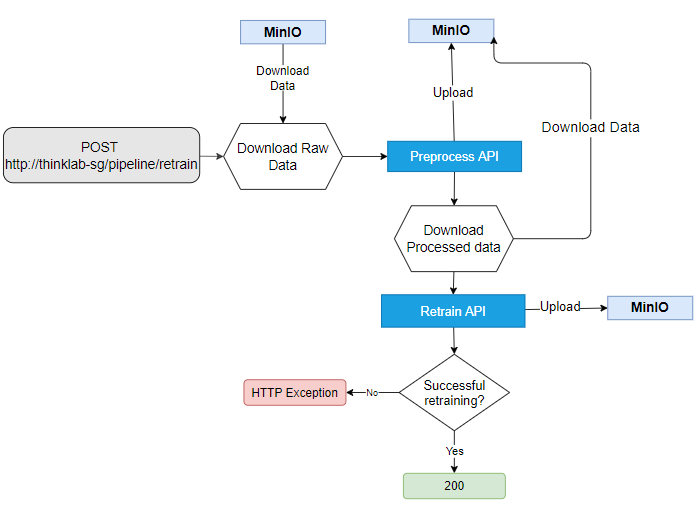 MinIO
MinIO
Download
Data
Upload
Download Data
POST
http://thinklab-sg/pipeline/retrain
Download Raw
Data
Preprocess API
Download
Processed data
Retrain API
Upload
MinIO
Successful
retraining?
No
HTTP Exception
Yes
200